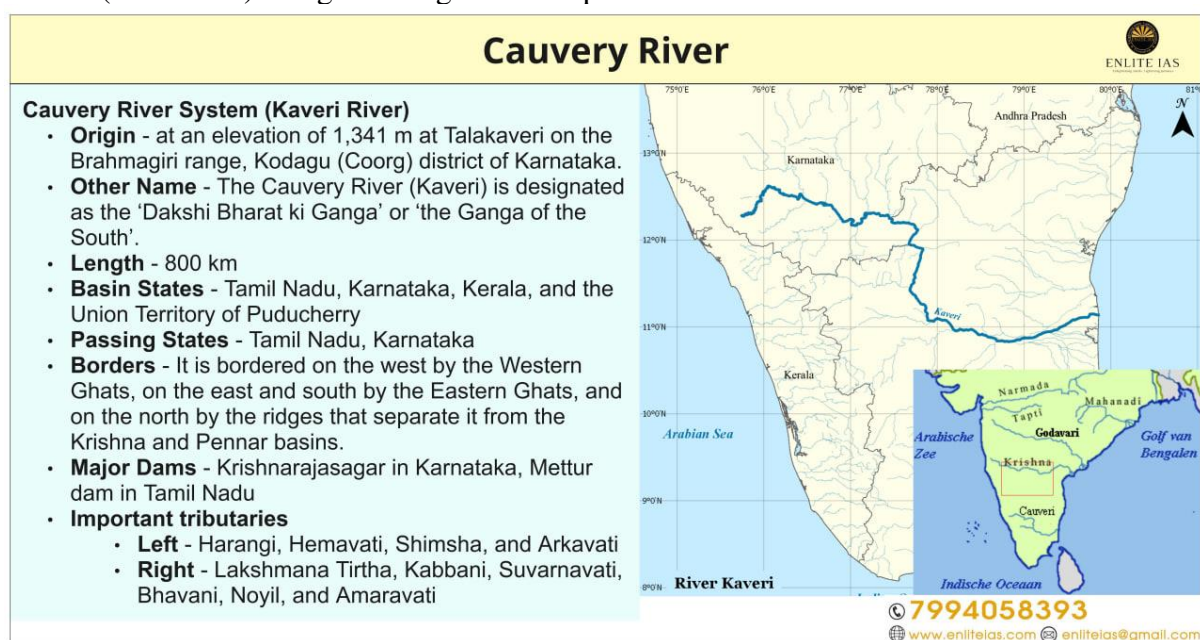 Cauvery River
ENLITE IAS
Cauvery River System (Kaveri River)
• Origin - at an elevation of 1,341 m at Talakaveri on the
Brahmagiri range, Kodagu (Coorg) district of Karnataka.
• Other Name - The Cauvery River (Kaveri) is designated
as the ‘Dakshi Bharat ki Ganga’ or ‘the Ganga of the
South’.
• Length - 800 km
• Basin States - Tamil Nadu, Karnataka, Kerala, and the
Union Territory of Puducherry
• Passing States - Tamil Nadu, Karnataka
• Borders - It is bordered on the west by the Western
Ghats, on the east and south by the Eastern Ghats, and
on the north by the ridges that separate it from the
Krishna and Pennar basins.
• Major Dams - Krishnarajasagar in Karnataka, Mettur
dam in Tamil Nadu
• Important tributaries
• Left - Harangi, Hemavati, Shimsha, and Arkavati
• Right - Lakshmana Tirtha, Kabbani, Suvarnavati,
Bhavani, Noyil, and Amaravati
75°0'E 76°0'E 77°0'E 78°0'E 79°0'E 80°0'E
N
Andhra Pradesh
13°0'N
Karnataka
12°0'N
Kaveri
11°0'N
Kerala
10°0'N
Arabian Sea
9°0'N
8°0'N
River Kaveri
Narmada
Mahanadi
Tapti
Godavari
Arabische
Zee
Golf van
Bengalen
Krishna
Cauveri
Indische Oceaan
7994058393
www.enliteias.com enliteias@gmail.com